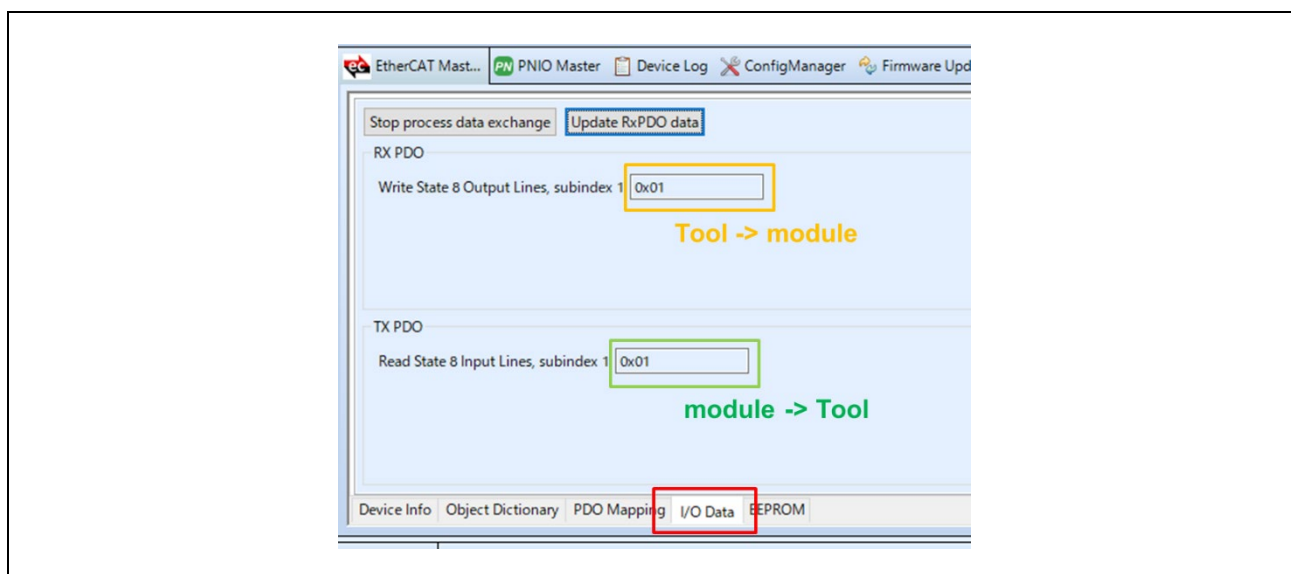 EtherCAT Mast... PNIO Master Device Log ConfigManager Firmware Upd
Stop process data exchange Update RxPDO data
RX PDO
Write State 8 Output Lines, subindex 1 0x01
Tool -> module
TX PDO
Read State 8 Input Lines, subindex 1 0x01
module -> Tool
Device Info Object Dictionary PDO Mapping I/O Data EEPROM